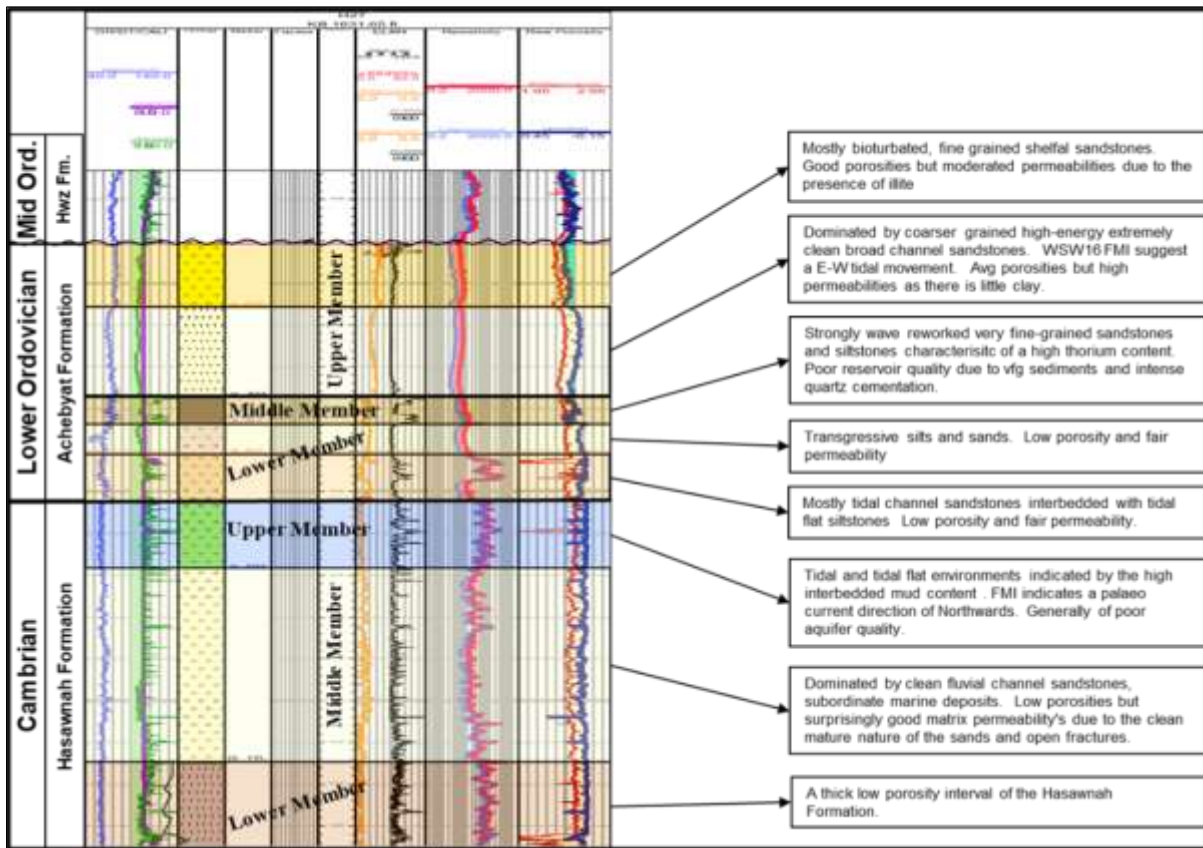 KB 1631.65 ft
Mid Ord.
Hwz Fm.
Lower Ordovician
Achebyat Formation
Cambrian
Hasawnah Formation
Upper Member
Middle Member
Lower Member
Upper Member
Middle Member
Lower Member
Mostly bioturbated, fine grained shelfal sandstones.
Good porosities but moderated permeabilities due to the
presence of illite
Dominated by coarser grained high-energy extremely
clean broad channel sandstones. WSW16 FMI suggest
a E-W tidal movement. Avg porosities but high
permeabilities as there is little clay.
Strongly wave reworked very fine-grained sandstones
and siltstones characterisitc of a high thorium content.
Poor reservoir quality due to vfg sediments and intense
quartz cementation.
Transgressive silts and sands. Low porosity and fair
permeability
Mostly tidal channel sandstones interbedded with tidal
flat siltstones Low porosity and fair permeability.
Tidal and tidal flat environments indicated by the high
interbedded mud content . FMI indicates a palaeo
current direction of Northwards. Generally of poor
aquifer quality.
Dominated by clean fluvial channel sandstones,
subordinate marine deposits. Low porosities but
surprisingly good matrix permeability's due to the clean
mature nature of the sands and open fractures.
A thick low porosity interval of the Hasawnah
Formation.